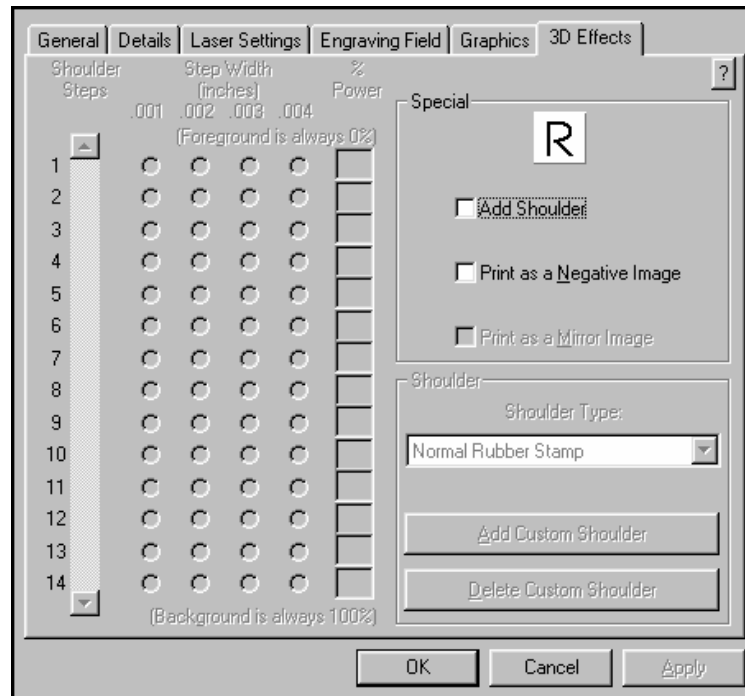 General Details Laser Settings Engraving Field Graphics 3D Effects
?
Shoulder Steps
Step Width (inches)
% Power
.001 .002 .003 .004
(Foreground is always 0%)
1
2
3
4
5
6
7
8
9
10
11
12
13
14
(Background is always 100%)
Special
R
Add Shoulder
Print as a Negative Image
Print as a Mirror Image
Shoulder
Shoulder Type:
Normal Rubber Stamp
Add Custom Shoulder
Delete Custom Shoulder
OK Cancel Apply